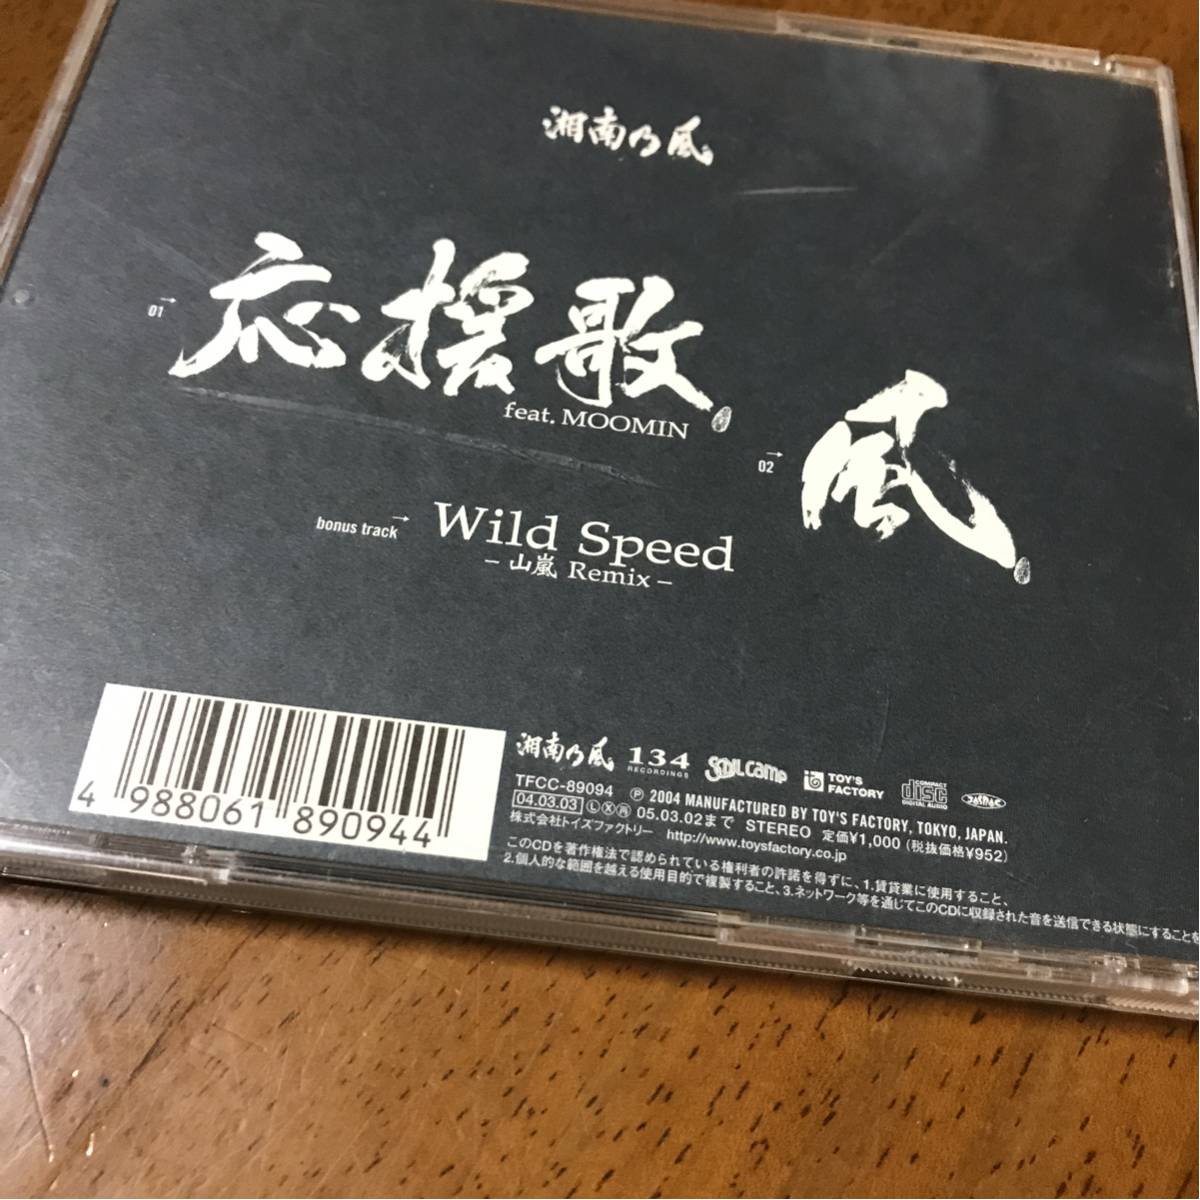 湘南乃風
01→
応援歌
feat. MOOMIN
02→
風
bonus track→
Wild Speed
– 山嵐 Remix –
4 988061 890944
湘南乃風 134 RECORDINGS SOUL camp TOY'S FACTORY COMPACT disc DIGITAL AUDIO JASRAC
TFCC-89094
℗ 2004 MANUFACTURED BY TOY'S FACTORY, TOKYO, JAPAN.
04.03.03 Ⓛ Ⓧ ㊞ 05.03.02まで STEREO 定価¥1,000 (税抜価格¥952)
株式会社トイズファクトリー http://www.toysfactory.co.jp
このCDを著作権法で認められている権利者の許諾を得ずに、1.賃貸業に使用すること、
2.個人的な範囲を越える使用目的で複製すること、3.ネットワーク等を通じてこのCDに収録された音を送信できる状態にすることを